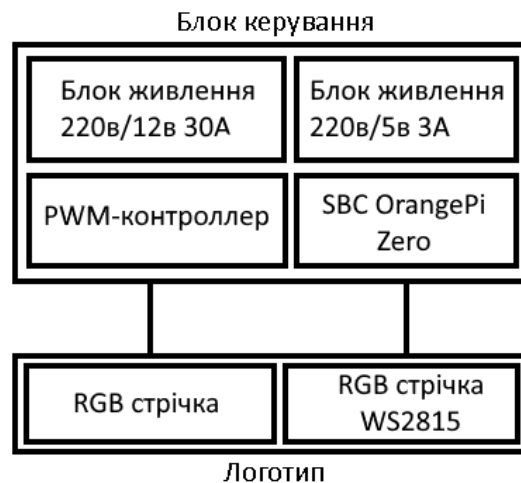 Блок керування
Блок живлення
220в/12в 30А
Блок живлення
220в/5в 3А
PWM-контроллер
SBC OrangePi
Zero
RGB стрічка
RGB стрічка
WS2815
Логотип